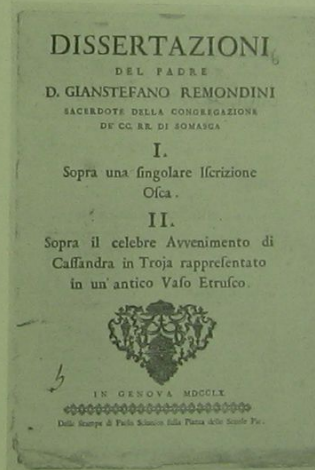 DISSERTAZIONI
DEL PADRE
D. GIANSTEFANO REMONDINI
SACERDOTE DELLA CONGREGAZIONE
DE' CC. RR. DI SOMASCA
I.
Sopra una ſingolare Iſcrizione
Oſca.
II.
Sopra il celebre Avvenimento di
Caſſandra in Troja rappreſentato
in un' antico Vaſo Etruſco.
IN GENOVA MDCCLX
Dalle Stampe di Paolo Scionico ſulla Piazza delle Scuole Pie.